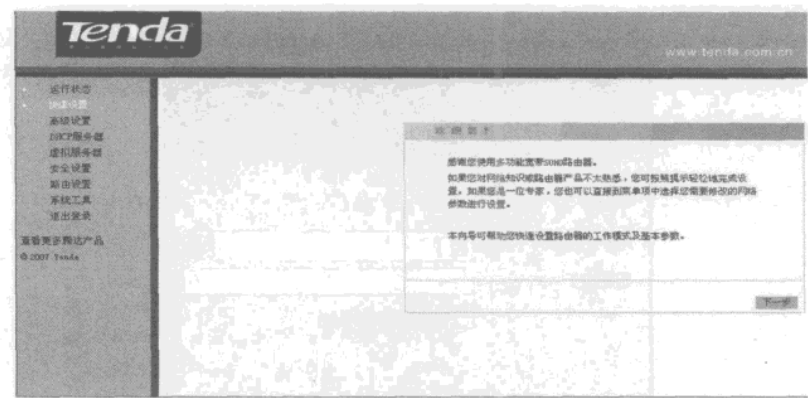 Tenda
www.tenda.com.cn
运行状态
快速设置
高级设置
DHCP服务器
虚拟服务器
安全设置
路由设置
系统工具
退出登录
查看更多腾达产品
© 2007 Tenda
欢迎您！
感谢您使用多功能宽带SOHO路由器。
如果您对网络知识或路由器产品不太熟悉，您可按照提示轻松地完成设
置。如果您是一位专家，您也可以直接到菜单项中选择您需要修改的网络
参数进行设置。
本向导可帮助您快速设置路由器的工作模式及基本参数。
下一步